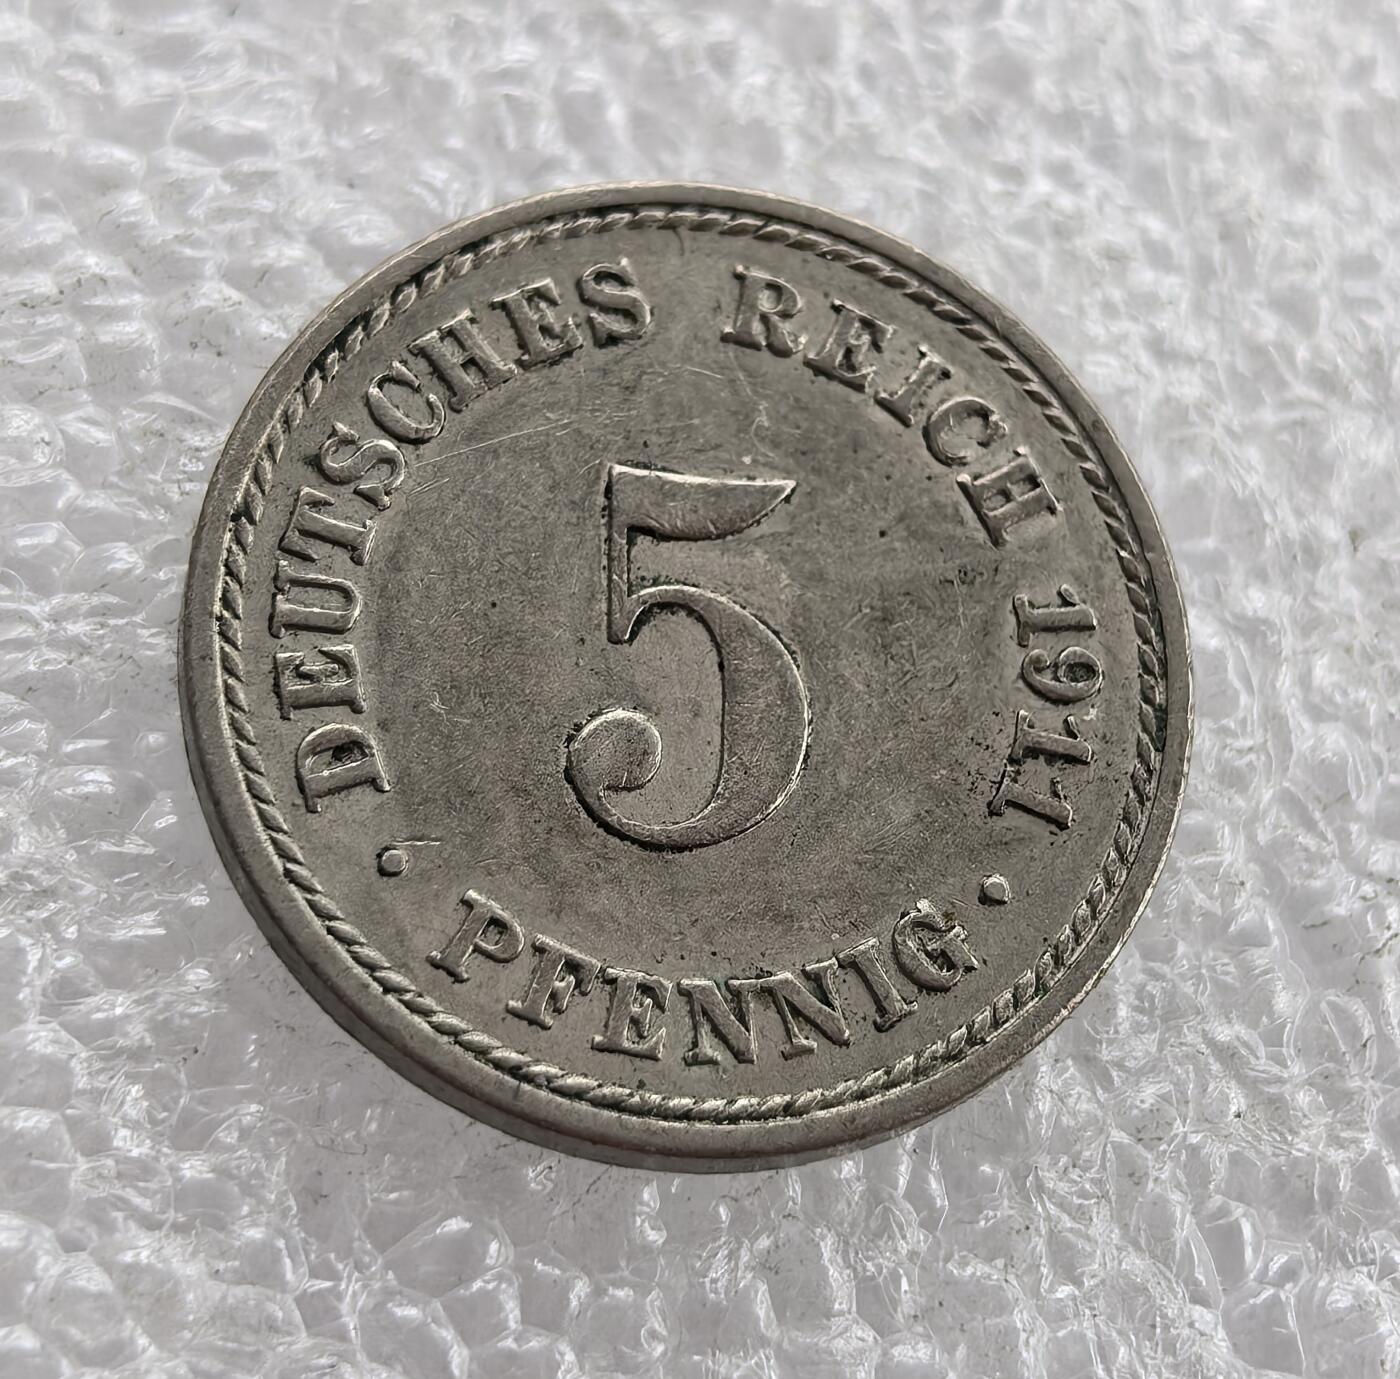 DEUTSCHES REICH 1911
5
PFENNIG